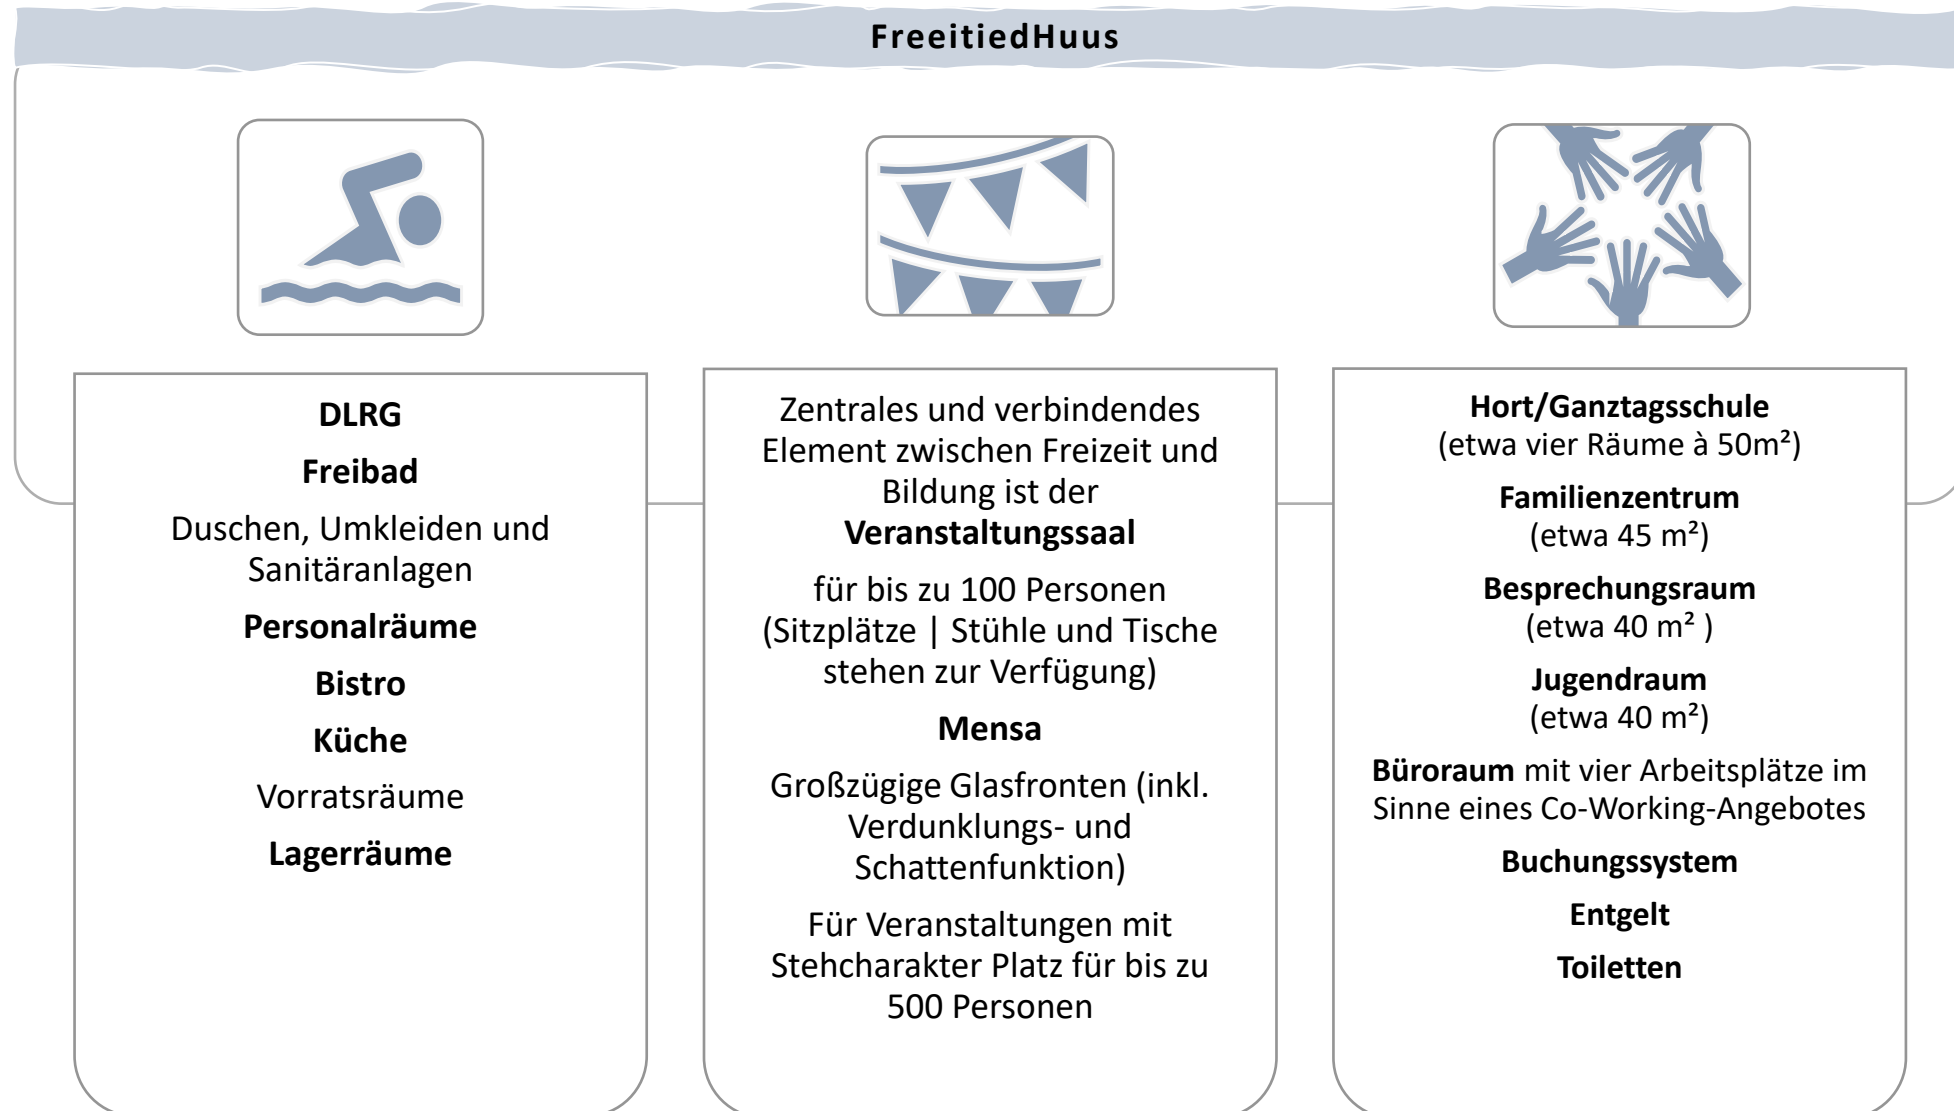 FreeitiedHuus
DLRG
Freibad
Duschen, Umkleiden und
Sanitäranlagen
Personalräume
Bistro
Küche
Vorratsräume
Lagerräume
Zentrales und verbindendes
Element zwischen Freizeit und
Bildung ist der
Veranstaltungssaal
für bis zu 100 Personen
(Sitzplätze | Stühle und Tische
stehen zur Verfügung)
Mensa
Großzügige Glasfronten (inkl.
Verdunklungs- und
Schattenfunktion)
Für Veranstaltungen mit
Stehcharakter Platz für bis zu
500 Personen
Hort/Ganztagsschule
(etwa vier Räume à 50m²)
Familienzentrum
(etwa 45 m²)
Besprechungsraum
(etwa 40 m² )
Jugendraum
(etwa 40 m²)
Büroraum mit vier Arbeitsplätze im
Sinne eines Co-Working-Angebotes
Buchungssystem
Entgelt
Toiletten